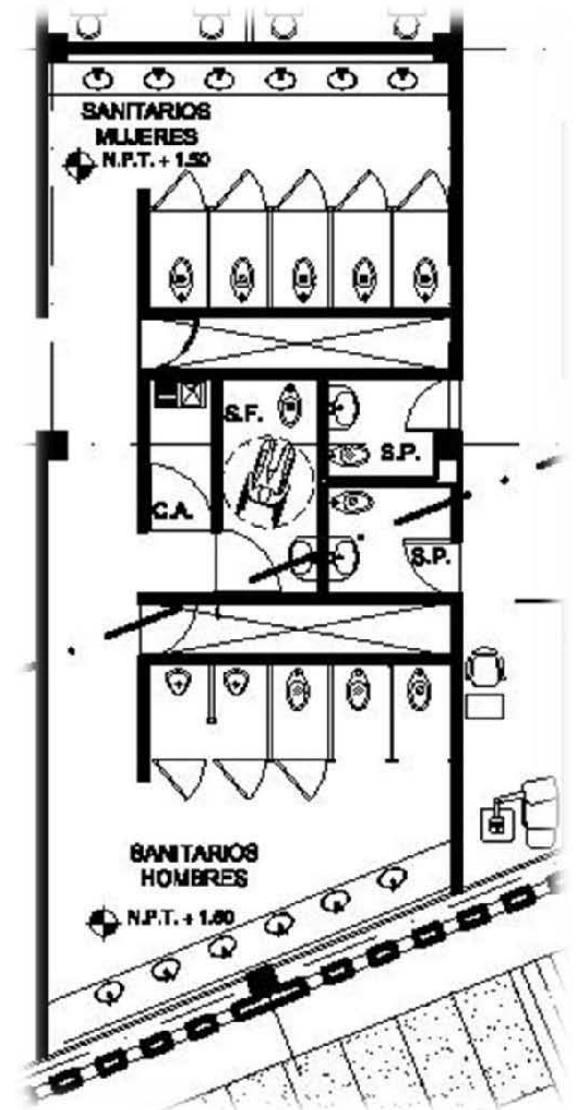 SANITARIOS
MUJERES
N.P.T. + 1.50
S.F.
S.P.
C.A.
S.P.
SANITARIOS
HOMBRES
N.P.T. + 1.50